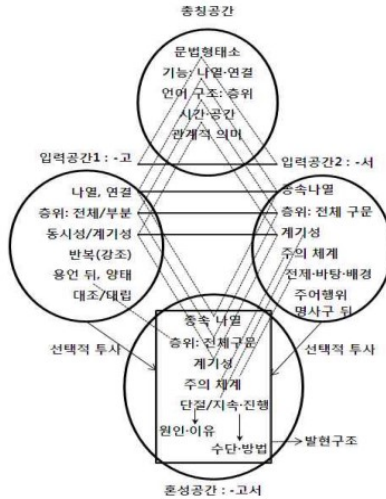 총칭공간
문법형태소
기능: 나열·연결
언어 구조: 층위
시간·공간
관계적 의미
입력공간1 : -고
입력공간2 : -서
나열, 연결
층위: 전체/부분
동시성/계기성
반복(강조)
용언 뒤, 양태
대조/대립
종속나열
층위: 전체 구문
계기성
주의 체계
전제·바탕·배경
주어행위
명사구 뒤
선택적 투사
선택적 투사
종속 나열
층위: 전체구문
계기성
주의 체계
단절/지속·진행
원인·이유
수단·방법
발현구조
혼성공간 : -고서